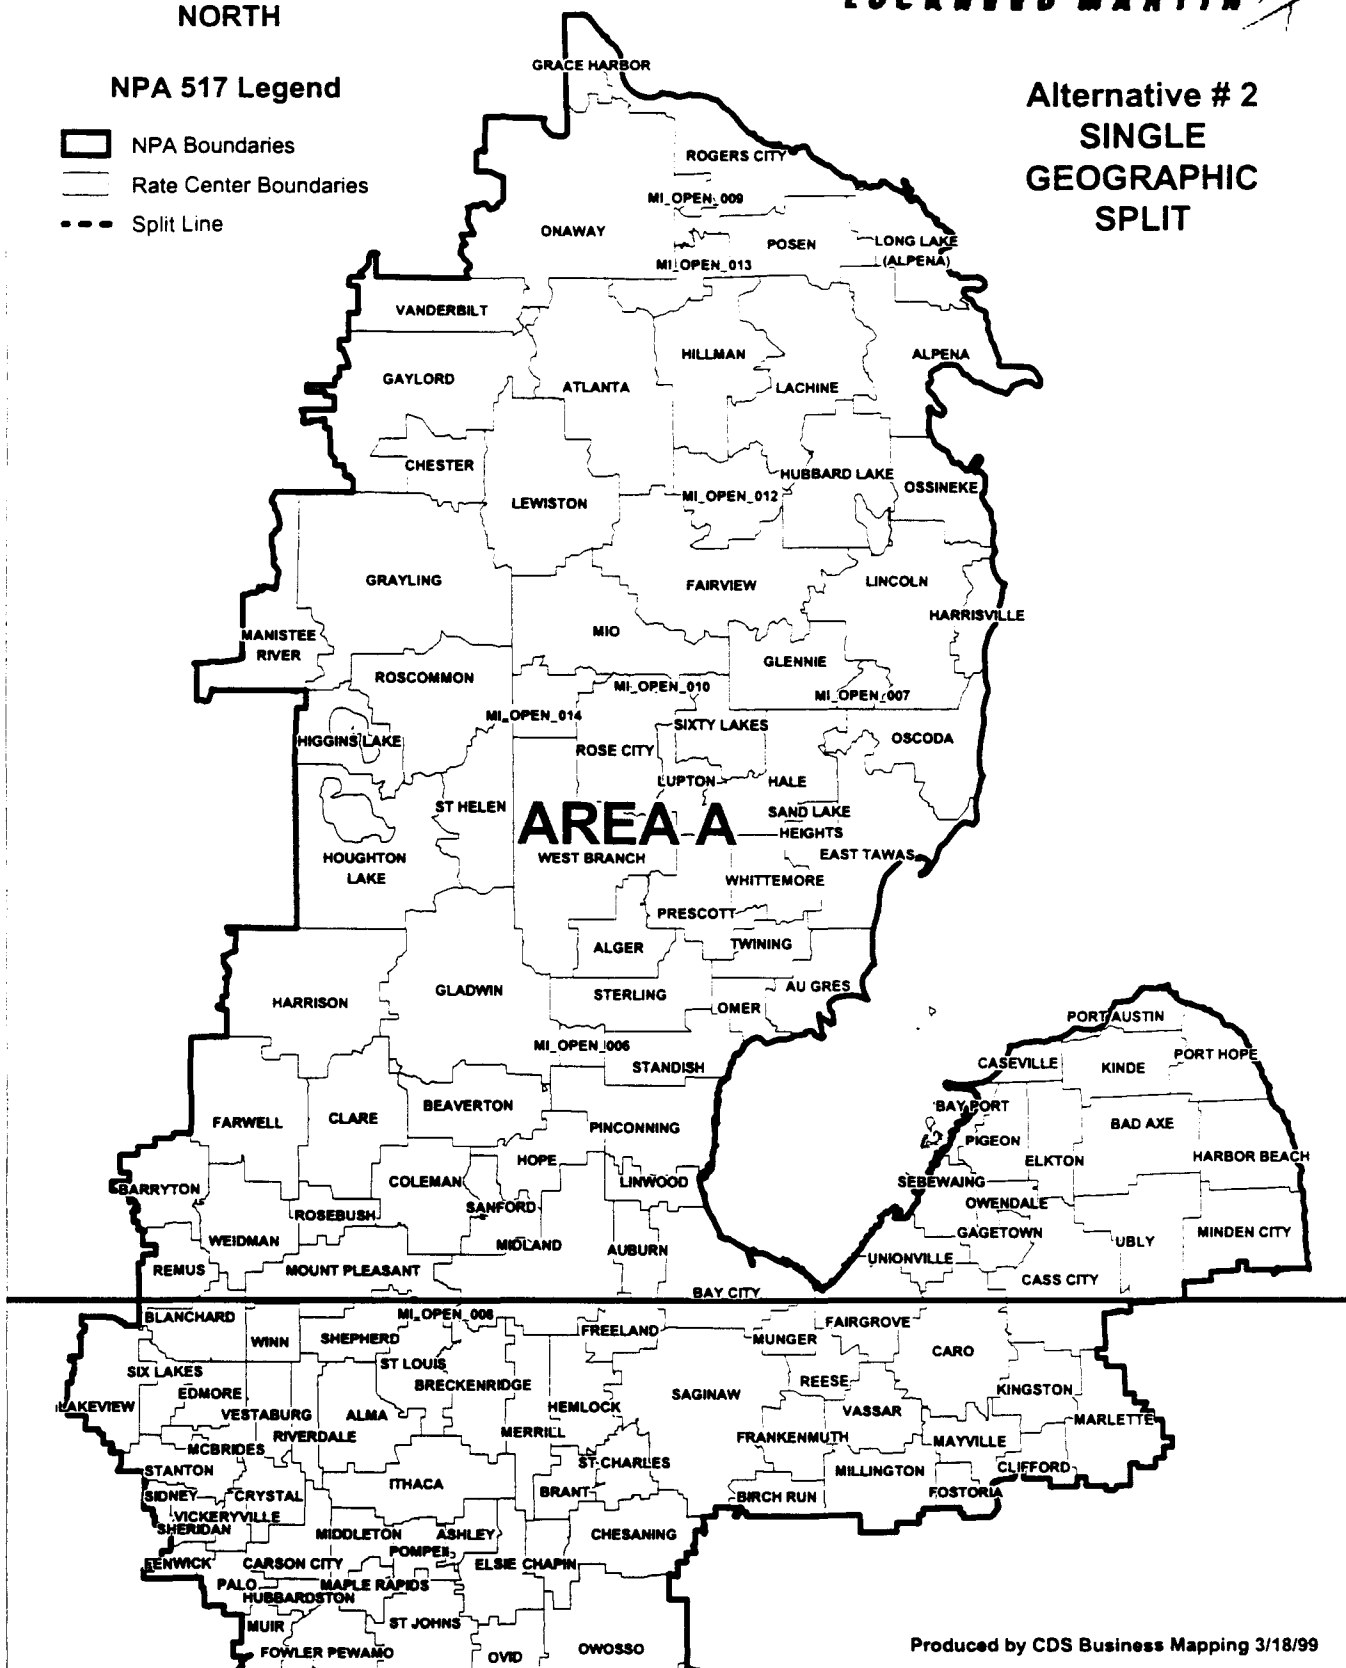 NORTH
LOCKHEED MARTIN
NPA 517 Legend
NPA Boundaries
Rate Center Boundaries
Split Line
Alternative # 2
SINGLE
GEOGRAPHIC
SPLIT
GRACE HARBOR
ROGERS CITY
MI_OPEN_009
ONAWAY
POSEN
LONG LAKE
(ALPENA)
MI_OPEN_013
VANDERBILT
HILLMAN
ALPENA
GAYLORD
ATLANTA
LACHINE
CHESTER
HUBBARD LAKE
OSSINEKE
MI_OPEN_012
LEWISTON
GRAYLING
FAIRVIEW
LINCOLN
HARRISVILLE
MANISTEE
RIVER
MIO
GLENNIE
ROSCOMMON
MI_OPEN_010
MI_OPEN_007
MI_OPEN_014
SIXTY LAKES
HIGGINS LAKE
ROSE CITY
OSCODA
LUPTON
HALE
ST HELEN
SAND LAKE
HEIGHTS
AREA A
HOUGHTON
LAKE
WEST BRANCH
EAST TAWAS
WHITTEMORE
PRESCOTT
ALGER
TWINING
HARRISON
GLADWIN
STERLING
AU GRES
OMER
MI_OPEN_006
STANDISH
PORT AUSTIN
CASEVILLE
KINDE
PORT HOPE
FARWELL
CLARE
BEAVERTON
BAY PORT
BAD AXE
PINCONNING
PIGEON
HOPE
ELKTON
HARBOR BEACH
BARRYTON
COLEMAN
LINWOOD
SEBEWAING
ROSEBUSH
SANFORD
OWENDALE
WEIDMAN
MIDLAND
AUBURN
GAGETOWN
UBLY
MINDEN CITY
REMUS
MOUNT PLEASANT
UNIONVILLE
CASS CITY
BAY CITY
BLANCHARD
MI_OPEN_006
WINN
SHEPHERD
FREELAND
MUNGER
FAIRGROVE
CARO
SIX LAKES
ST LOUIS
EDMORE
BRECKENRIDGE
SAGINAW
REESE
KINGSTON
LAKEVIEW
VESTABURG
ALMA
HEMLOCK
VASSAR
MARLETTE
RIVERDALE
MERRILL
FRANKENMUTH
MAYVILLE
MCBRIDES
STANTON
ST CHARLES
MILLINGTON
CLIFFORD
ITHACA
SIDNEY
CRYSTAL
BRANT
BIRCH RUN
FOSTORIA
VICKERYVILLE
SHERIDAN
MIDDLETON
ASHLEY
CHESANING
POMPEII
FENWICK
CARSON CITY
ELSIE
CHAPIN
PALO
MAPLE RAPIDS
HUBBARDSTON
MUIR
ST JOHNS
FOWLER
PEWAMO
OVID
OWOSSO
Produced by CDS Business Mapping 3/18/99